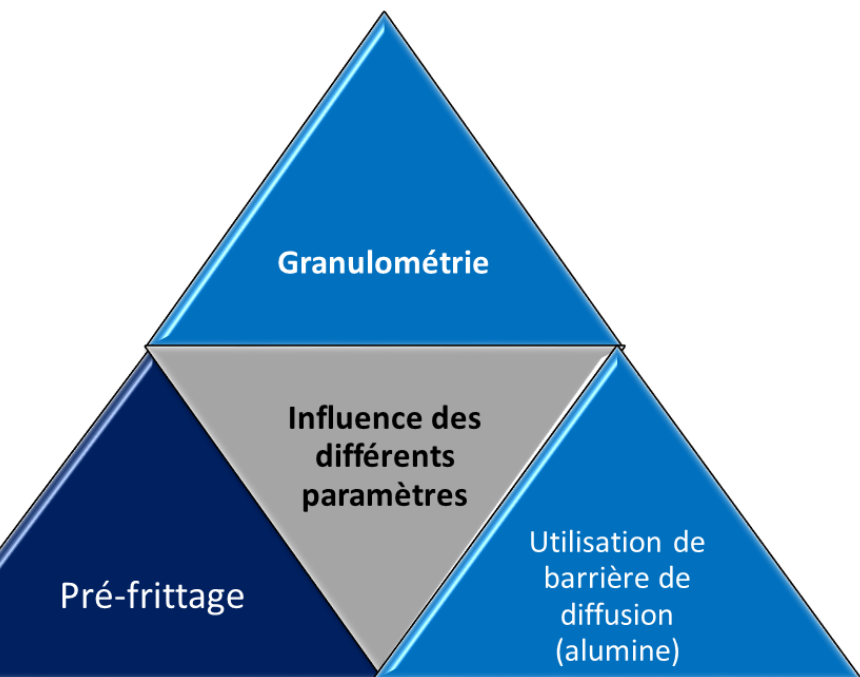 Granulométrie
Influence des
différents
paramètres
Pré-frittage
Utilisation de
barrière de
diffusion
(alumine)